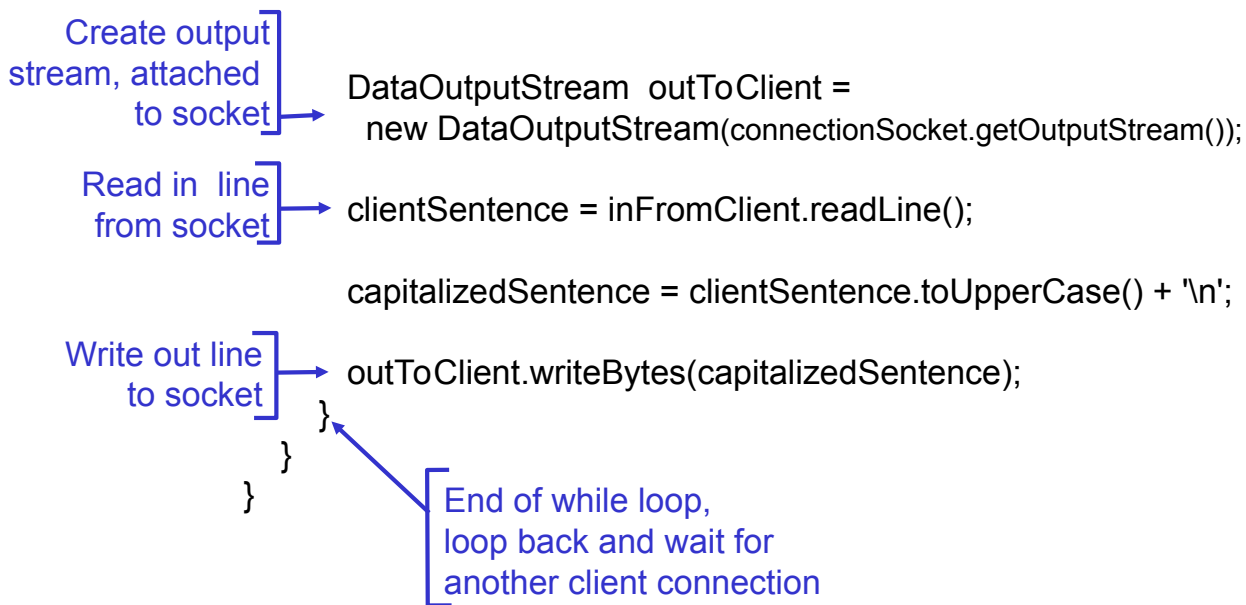 Create output
stream, attached
to socket
DataOutputStream outToClient =
new DataOutputStream(connectionSocket.getOutputStream());
Read in line
from socket
clientSentence = inFromClient.readLine();
capitalizedSentence = clientSentence.toUpperCase() + '\n';
Write out line
to socket
outToClient.writeBytes(capitalizedSentence);
}
}
}
End of while loop,
loop back and wait for
another client connection